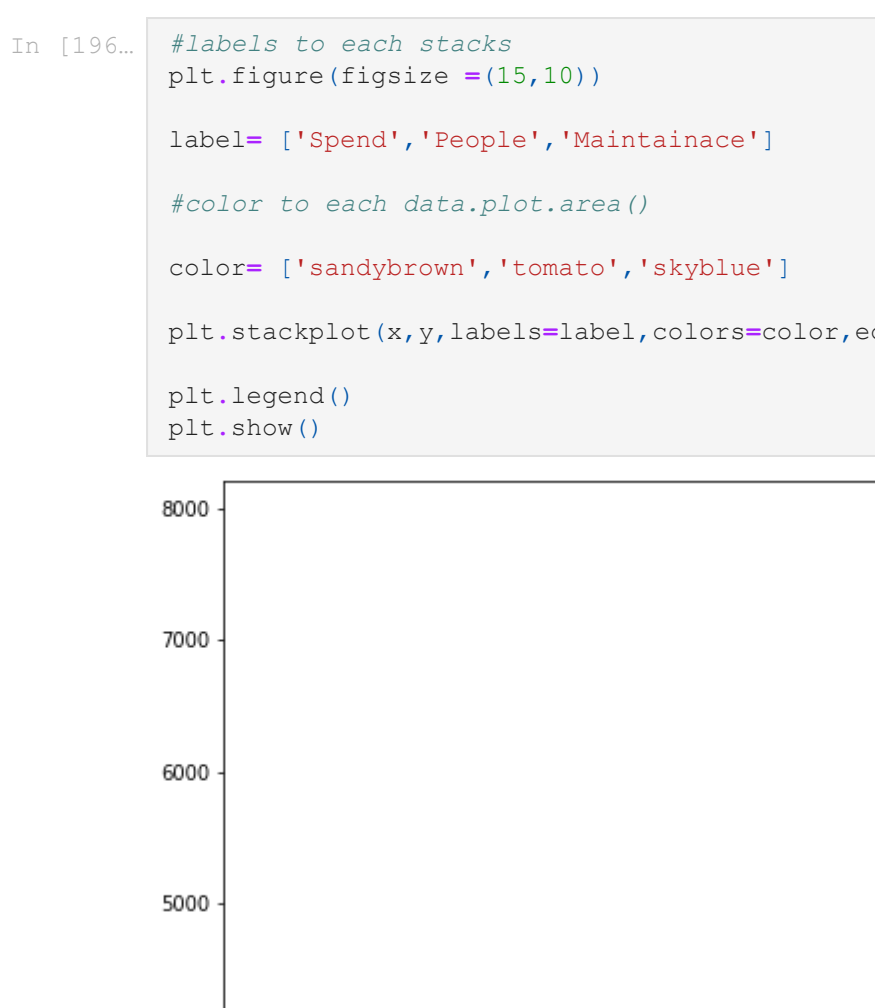 In [196…
#labels to each stacks
plt.figure(figsize =(15,10))
label= ['Spend','People','Maintainace']
#color to each data.plot.area()
color= ['sandybrown','tomato','skyblue']
plt.stackplot(x,y,labels=label,colors=color,e
plt.legend()
plt.show()
8000
7000
6000
5000